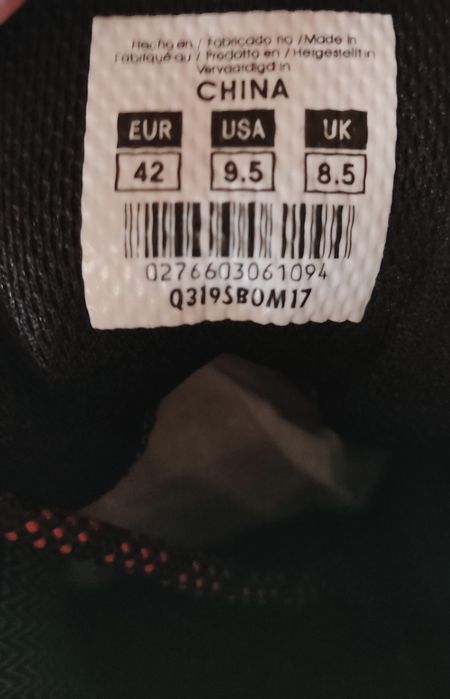 Hecho en / Fabricado no / Made in
Fabriqué au / Prodotto en / Hergestellt in
Vervaardigd in
CHINA
EUR USA UK
42 9.5 8.5
0276603061094
Q319SBOM17